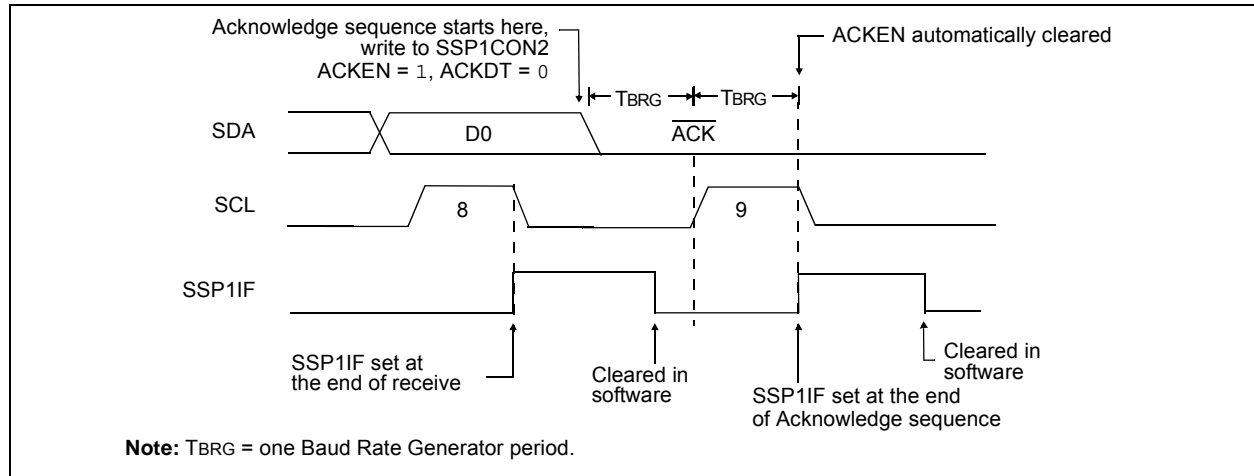 Acknowledge sequence starts here,
write to SSP1CON2
ACKEN = 1, ACKDT = 0
ACKEN automatically cleared
TBRG
TBRG
SDA
D0
ACK
SCL
8
9
SSP1IF
SSP1IF set at
the end of receive
Cleared in
software
SSP1IF set at the end
of Acknowledge sequence
Cleared in
software
Note: TBRG = one Baud Rate Generator period.